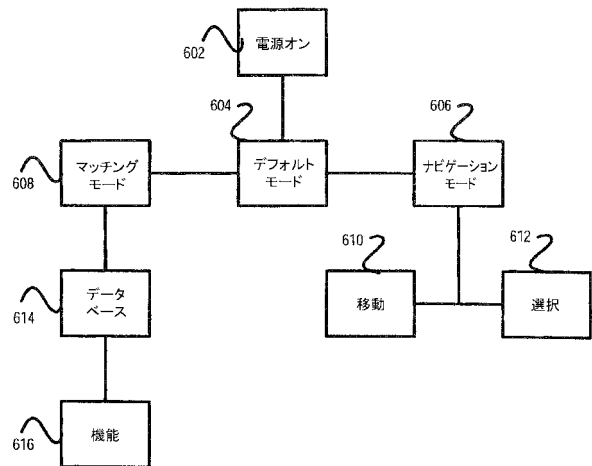 電源オン
602
604
606
マッチング
モード
608
デフォルト
モード
ナビゲーション
モード
610
612
データ
ベース
614
移動
選択
機能
616